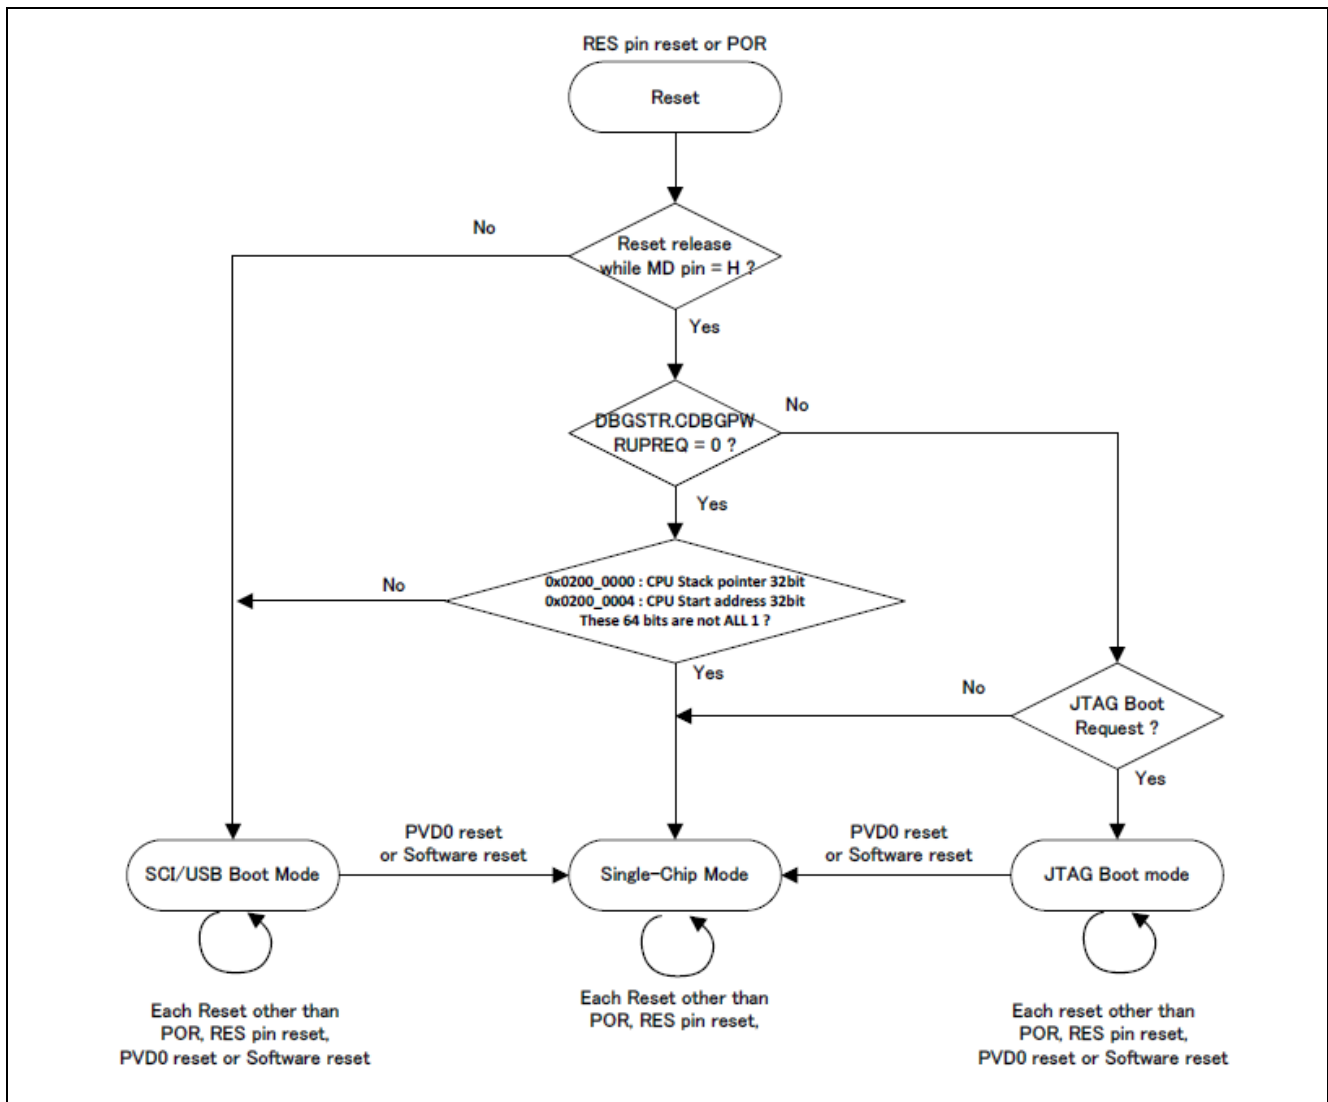 RES pin reset or POR
Reset
No
Reset release
while MD pin = H ?
Yes
No
DBGSTR.CDBGPW
RUPREQ = 0 ?
Yes
No
0x0200_0000 : CPU Stack pointer 32bit
0x0200_0004 : CPU Start address 32bit
These 64 bits are not ALL 1 ?
Yes
No
JTAG Boot
Request ?
Yes
PVD0 reset
or Software reset
PVD0 reset
or Software reset
SCI/USB Boot Mode
Single-Chip Mode
JTAG Boot mode
Each Reset other than
POR, RES pin reset,
PVD0 reset or Software reset
Each Reset other than
POR, RES pin reset,
Each reset other than
POR, RES pin reset,
PVD0 reset or Software reset